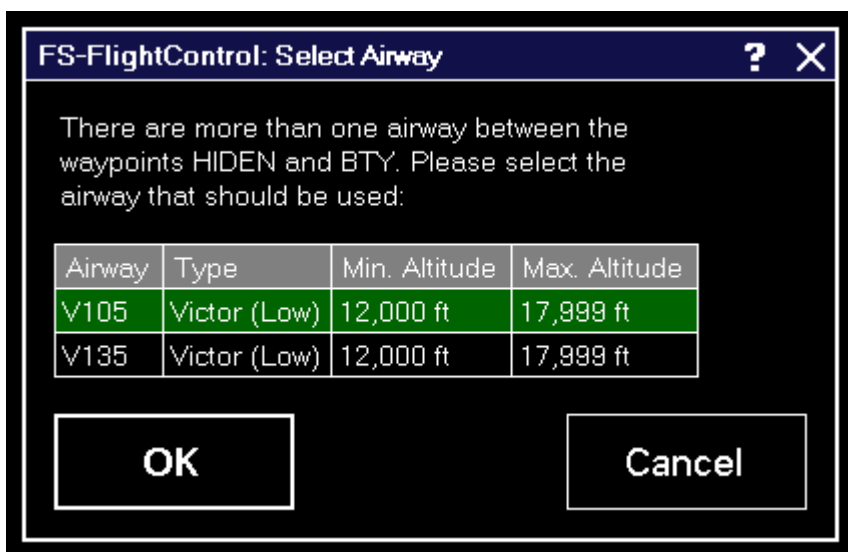 FS-FlightControl: Select Airway ? X
There are more than one airway between the
waypoints HIDEN and BTY. Please select the
airway that should be used:
Airway Type Min. Altitude Max. Altitude
V105 Victor (Low) 12,000 ft 17,999 ft
V135 Victor (Low) 12,000 ft 17,999 ft
OK Cancel